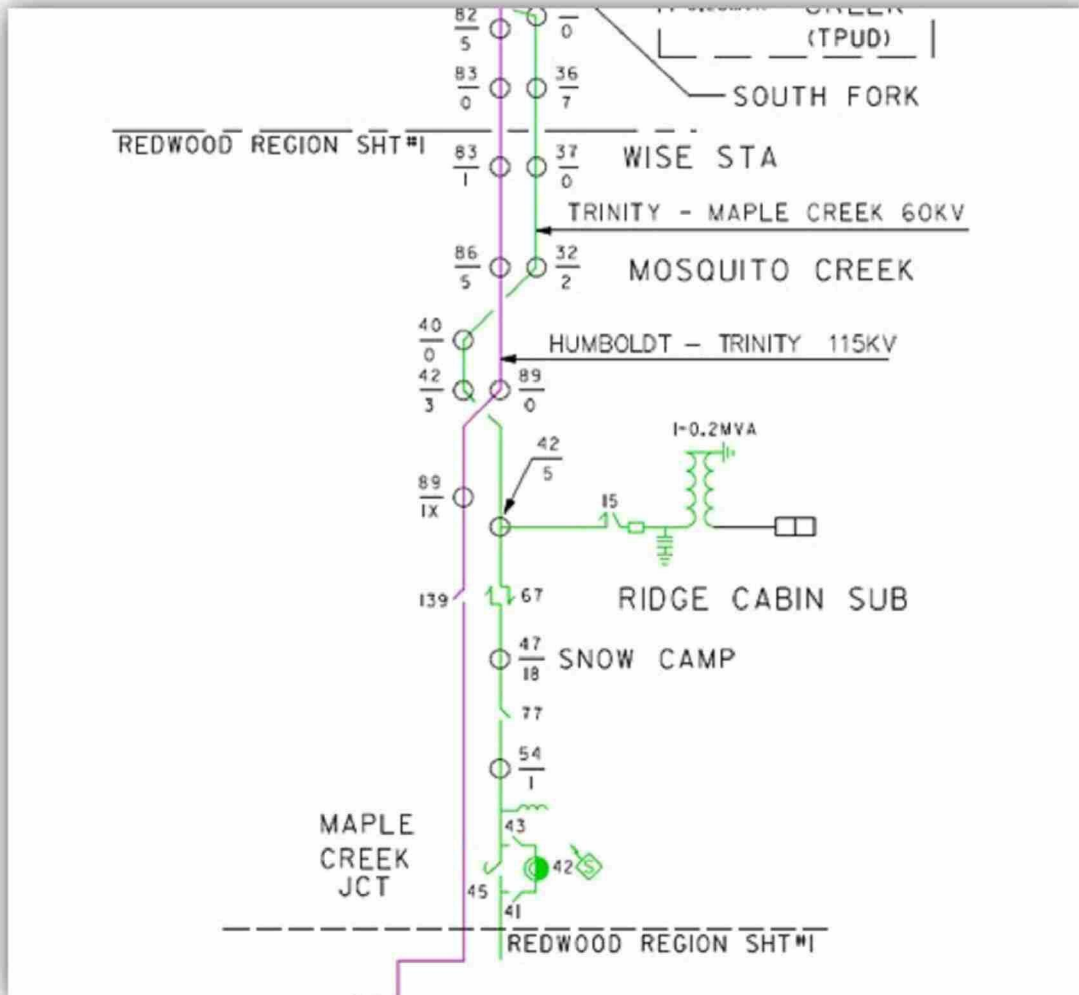 82
5
0
(TPUD)
83
0
36
7
SOUTH FORK
REDWOOD REGION SHT#1
83
1
37
0
WISE STA
TRINITY - MAPLE CREEK 60KV
86
5
32
2
MOSQUITO CREEK
40
0
HUMBOLDT - TRINITY 115KV
42
3
89
0
1-0.2MVA
42
5
89
1X
15
139
67
RIDGE CABIN SUB
47
18
SNOW CAMP
77
54
1
MAPLE
CREEK
JCT
43
42
S
45
41
REDWOOD REGION SHT#1